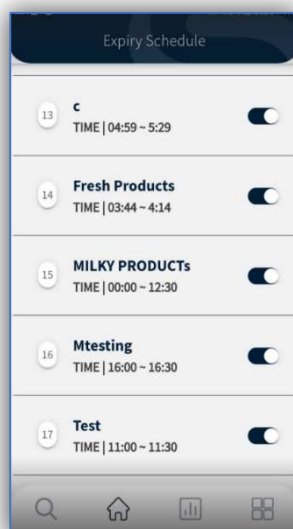 Expiry Schedule
13
c
TIME | 04:59 ~ 5:29
14
Fresh Products
TIME | 03:44 ~ 4:14
15
MILKY PRODUCTs
TIME | 00:00 ~ 12:30
16
Mtesting
TIME | 16:00 ~ 16:30
17
Test
TIME | 11:00 ~ 11:30